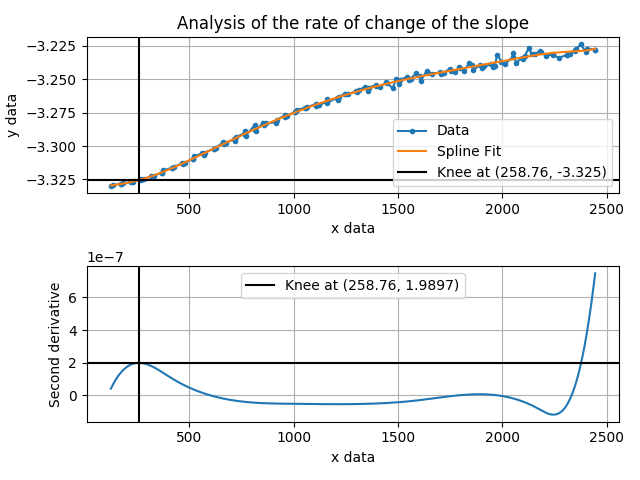 Analysis of the rate of change of the slope
−3.225
−3.250
−3.275
−3.300
−3.325
y data
Data
Spline Fit
Knee at (258.76, -3.325)
500
1000
1500
2000
2500
x data
1e−7
6
4
2
0
Second derivative
Knee at (258.76, 1.9897)
500
1000
1500
2000
2500
x data